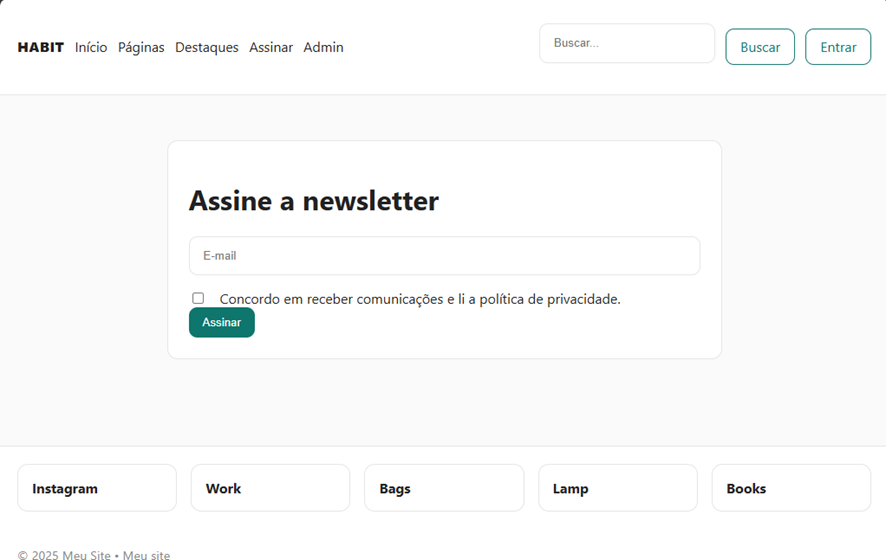 HABIT Início Páginas Destaques Assinar Admin Buscar... Buscar Entrar
Assine a newsletter
E-mail
Concordo em receber comunicações e li a política de privacidade.
Assinar
Instagram Work Bags Lamp Books
© 2025 Meu Site • Meu site